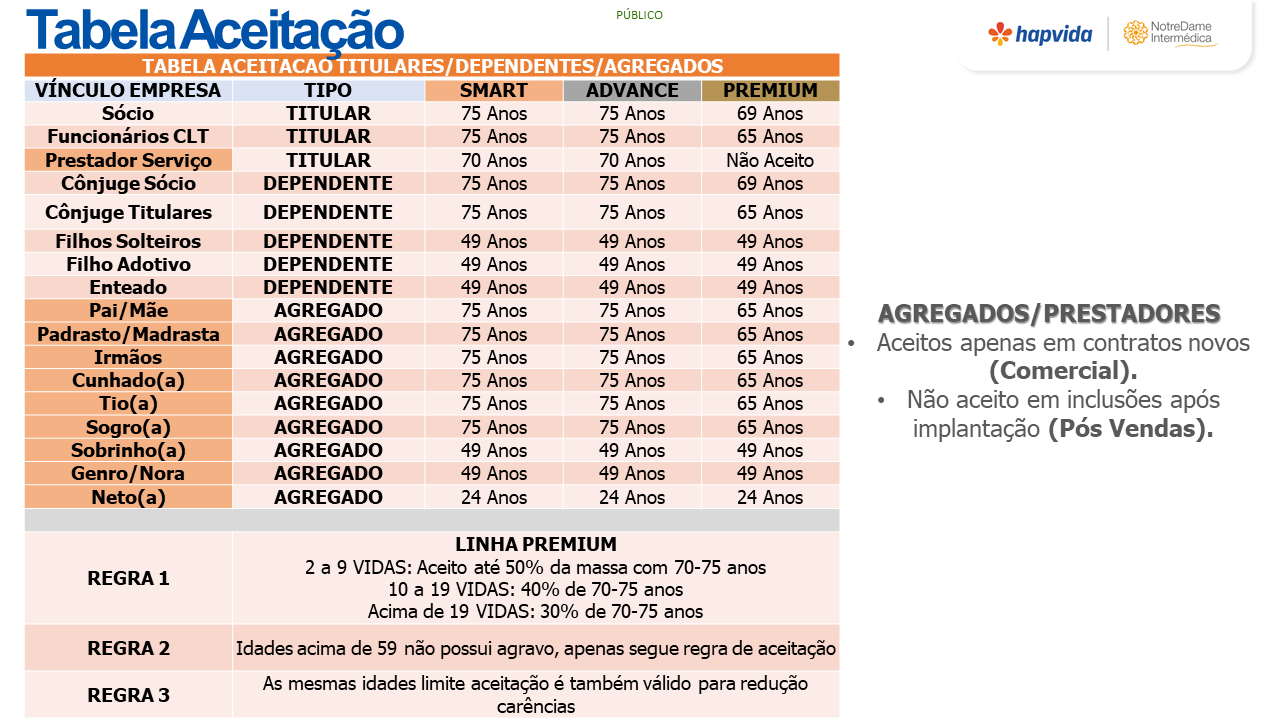 PÚBLICO
Tabela Aceitação
hapvida
NotreDame
Intermédica
TABELA ACEITACAO TITULARES/DEPENDENTES/AGREGADOS
VÍNCULO EMPRESA TIPO SMART ADVANCE PREMIUM
Sócio TITULAR 75 Anos 75 Anos 69 Anos
Funcionários CLT TITULAR 75 Anos 75 Anos 65 Anos
Prestador Serviço TITULAR 70 Anos 70 Anos Não Aceito
Cônjuge Sócio DEPENDENTE 75 Anos 75 Anos 69 Anos
Cônjuge Titulares DEPENDENTE 75 Anos 75 Anos 65 Anos
Filhos Solteiros DEPENDENTE 49 Anos 49 Anos 49 Anos
Filho Adotivo DEPENDENTE 49 Anos 49 Anos 49 Anos
Enteado DEPENDENTE 49 Anos 49 Anos 49 Anos
Pai/Mãe AGREGADO 75 Anos 75 Anos 65 Anos
Padrasto/Madrasta AGREGADO 75 Anos 75 Anos 65 Anos
Irmãos AGREGADO 75 Anos 75 Anos 65 Anos
Cunhado(a) AGREGADO 75 Anos 75 Anos 65 Anos
Tio(a) AGREGADO 75 Anos 75 Anos 65 Anos
Sogro(a) AGREGADO 75 Anos 75 Anos 65 Anos
Sobrinho(a) AGREGADO 49 Anos 49 Anos 49 Anos
Genro/Nora AGREGADO 49 Anos 49 Anos 49 Anos
Neto(a) AGREGADO 24 Anos 24 Anos 24 Anos
REGRA 1
LINHA PREMIUM
2 a 9 VIDAS: Aceito até 50% da massa com 70-75 anos
10 a 19 VIDAS: 40% de 70-75 anos
Acima de 19 VIDAS: 30% de 70-75 anos
REGRA 2 Idades acima de 59 não possui agravo, apenas segue regra de aceitação
REGRA 3
As mesmas idades limite aceitação é também válido para redução
carências
AGREGADOS/PRESTADORES
• Aceitos apenas em contratos novos
(Comercial).
• Não aceito em inclusões após
implantação (Pós Vendas).